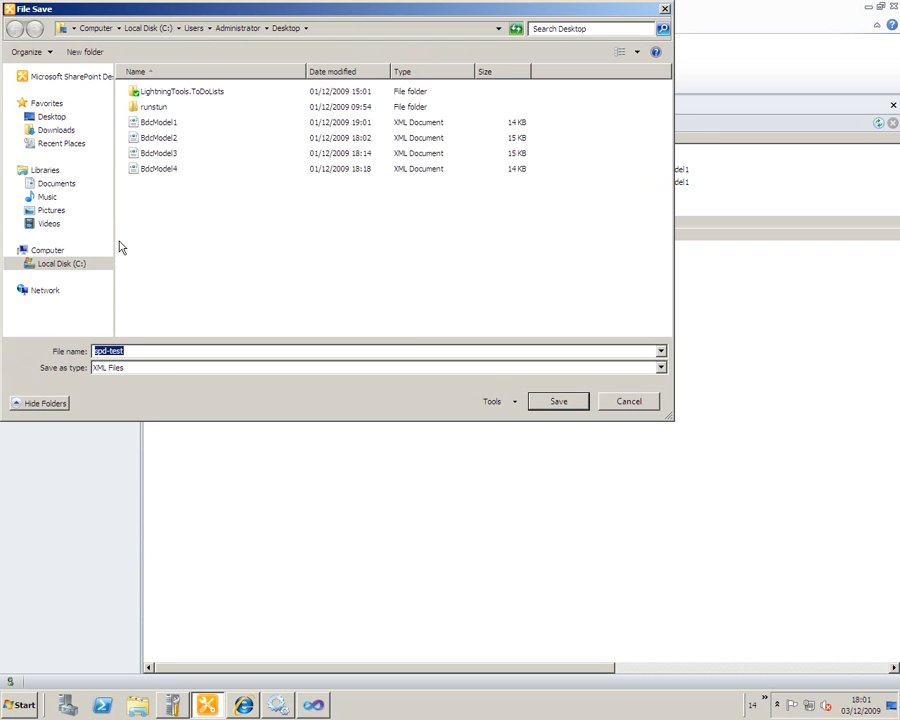 File Save
Computer Local Disk (C:) Users Administrator Desktop
Search Desktop
Organize New folder
Name Date modified Type Size
Microsoft SharePoint De
Favorites
Desktop
Downloads
Recent Places
Libraries
Documents
Music
Pictures
Videos
Computer
Local Disk (C:)
Network
LightningTools.ToDoLists 01/12/2009 15:01 File folder
runstun 01/12/2009 09:54 File folder
BdcModel1 01/12/2009 19:01 XML Document 14 KB
BdcModel2 01/12/2009 18:02 XML Document 15 KB
BdcModel3 01/12/2009 18:14 XML Document 15 KB
BdcModel4 01/12/2009 18:18 XML Document 14 KB
del1
del1
File name: spd-test
Save as type: XML Files
Hide Folders Tools Save Cancel
Start 14 18:01
03/12/2009